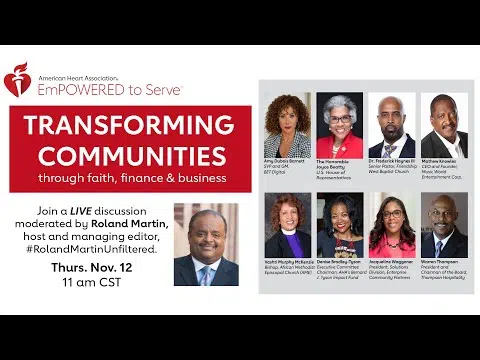 American Heart Association®
EmPOWERED to Serve™
TRANSFORMING
COMMUNITIES
through faith, finance & business
Join a LIVE discussion
moderated by Roland Martin,
host and managing editor,
#RolandMartinUnfiltered.
Thurs. Nov. 12
11 am CST
Amy Dubois Barnett
SVP and GM,
BET Digital
The Honorable
Joyce Beatty
U.S. House of
Representatives
Dr. Frederick Haynes III
Senior Pastor, Friendship
West Baptist Church
Mathew Knowles
CEO and Founder,
Music World
Entertainment Corp.
Vashti Murphy McKenzie
Bishop, African Methodist
Episcopal Church (AME)
Denise Bradley Tyson
Executive Committee
Chairman, AHA's Bernard
J. Tyson Impact Fund
Jacqueline Waggoner
President, Solutions
Division, Enterprise
Community Partners
Warren Thompson
President and
Chairman of the Board,
Thompson Hospitality